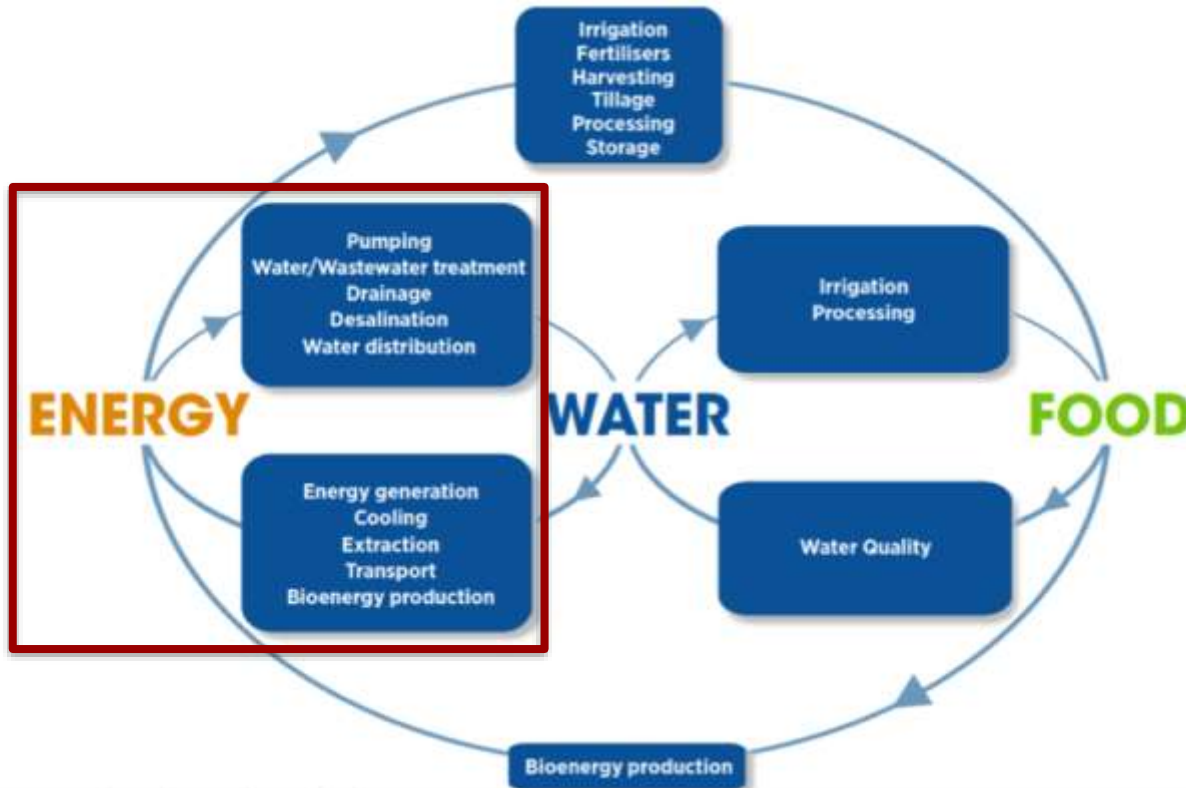 Irrigation
Fertilisers
Harvesting
Tillage
Processing
Storage
Pumping
Water/Wastewater treatment
Drainage
Desalination
Water distribution
Irrigation
Processing
ENERGY
WATER
FOOD
Energy generation
Cooling
Extraction
Transport
Bioenergy production
Water Quality
Bioenergy production